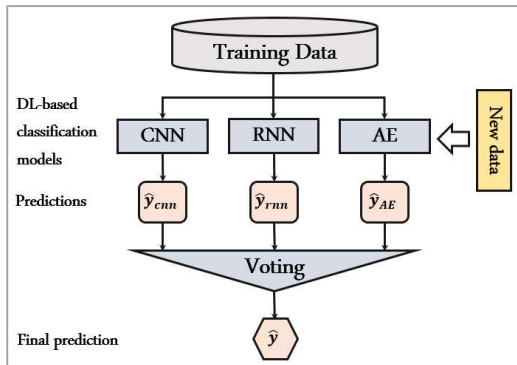 Training Data
DL-based
classification
models
CNN
RNN
AE
New data
Predictions
ŷcnn
ŷrnn
ŷAE
Voting
Final prediction
ŷ